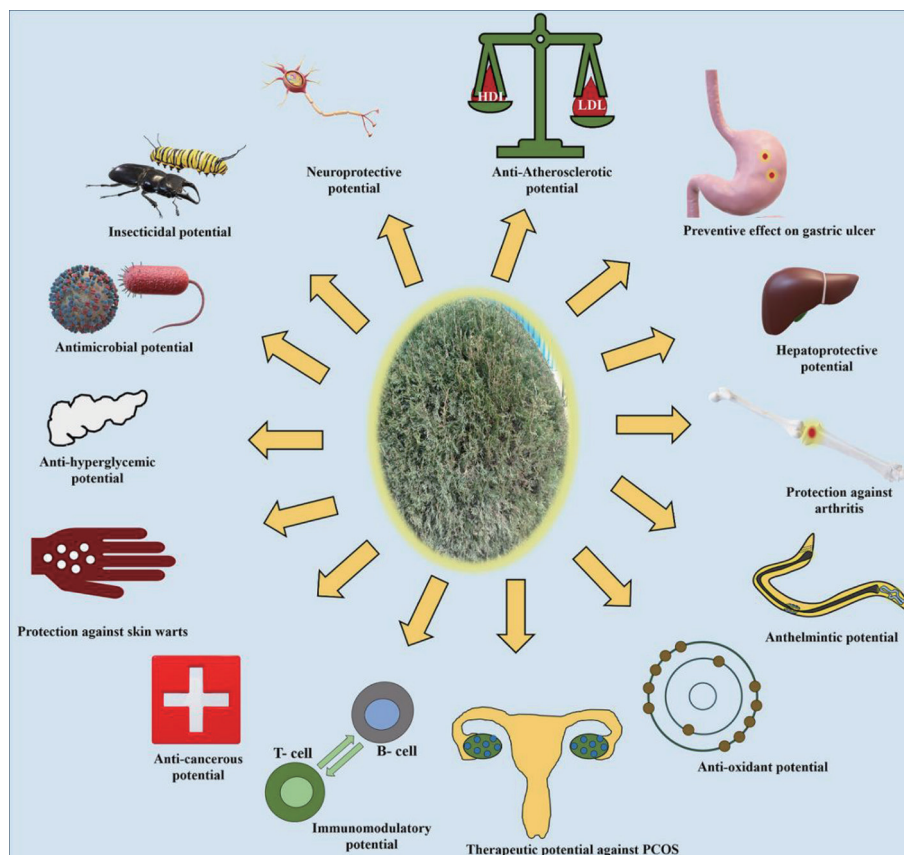 HDL
LDL
Neuroprotective
potential
Anti-Atherosclerotic
potential
Insecticidal potential
Preventive effect on gastric ulcer
Antimicrobial potential
Hepatoprotective
potential
Anti-hyperglycemic
potential
Protection against
arthritis
Protection against skin warts
Anthelmintic potential
Anti-cancerous
potential
T- cell
B- cell
Immunomodulatory
potential
Therapeutic potential against PCOS
Anti-oxidant potential